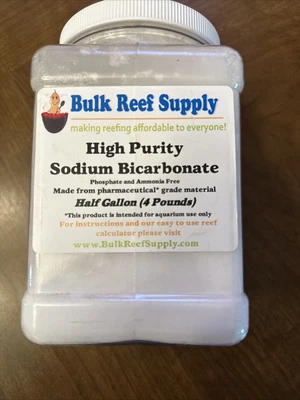 Bulk Reef Supply
making reefing affordable to everyone!
High Purity
Sodium Bicarbonate
Phosphate and Ammonia Free
Made from pharmaceutical* grade material
Half Gallon (4 Pounds)
*This product is intended for aquarium use only
For instructions and our easy to use reef
calculator please visit
www.BulkReefSupply.com